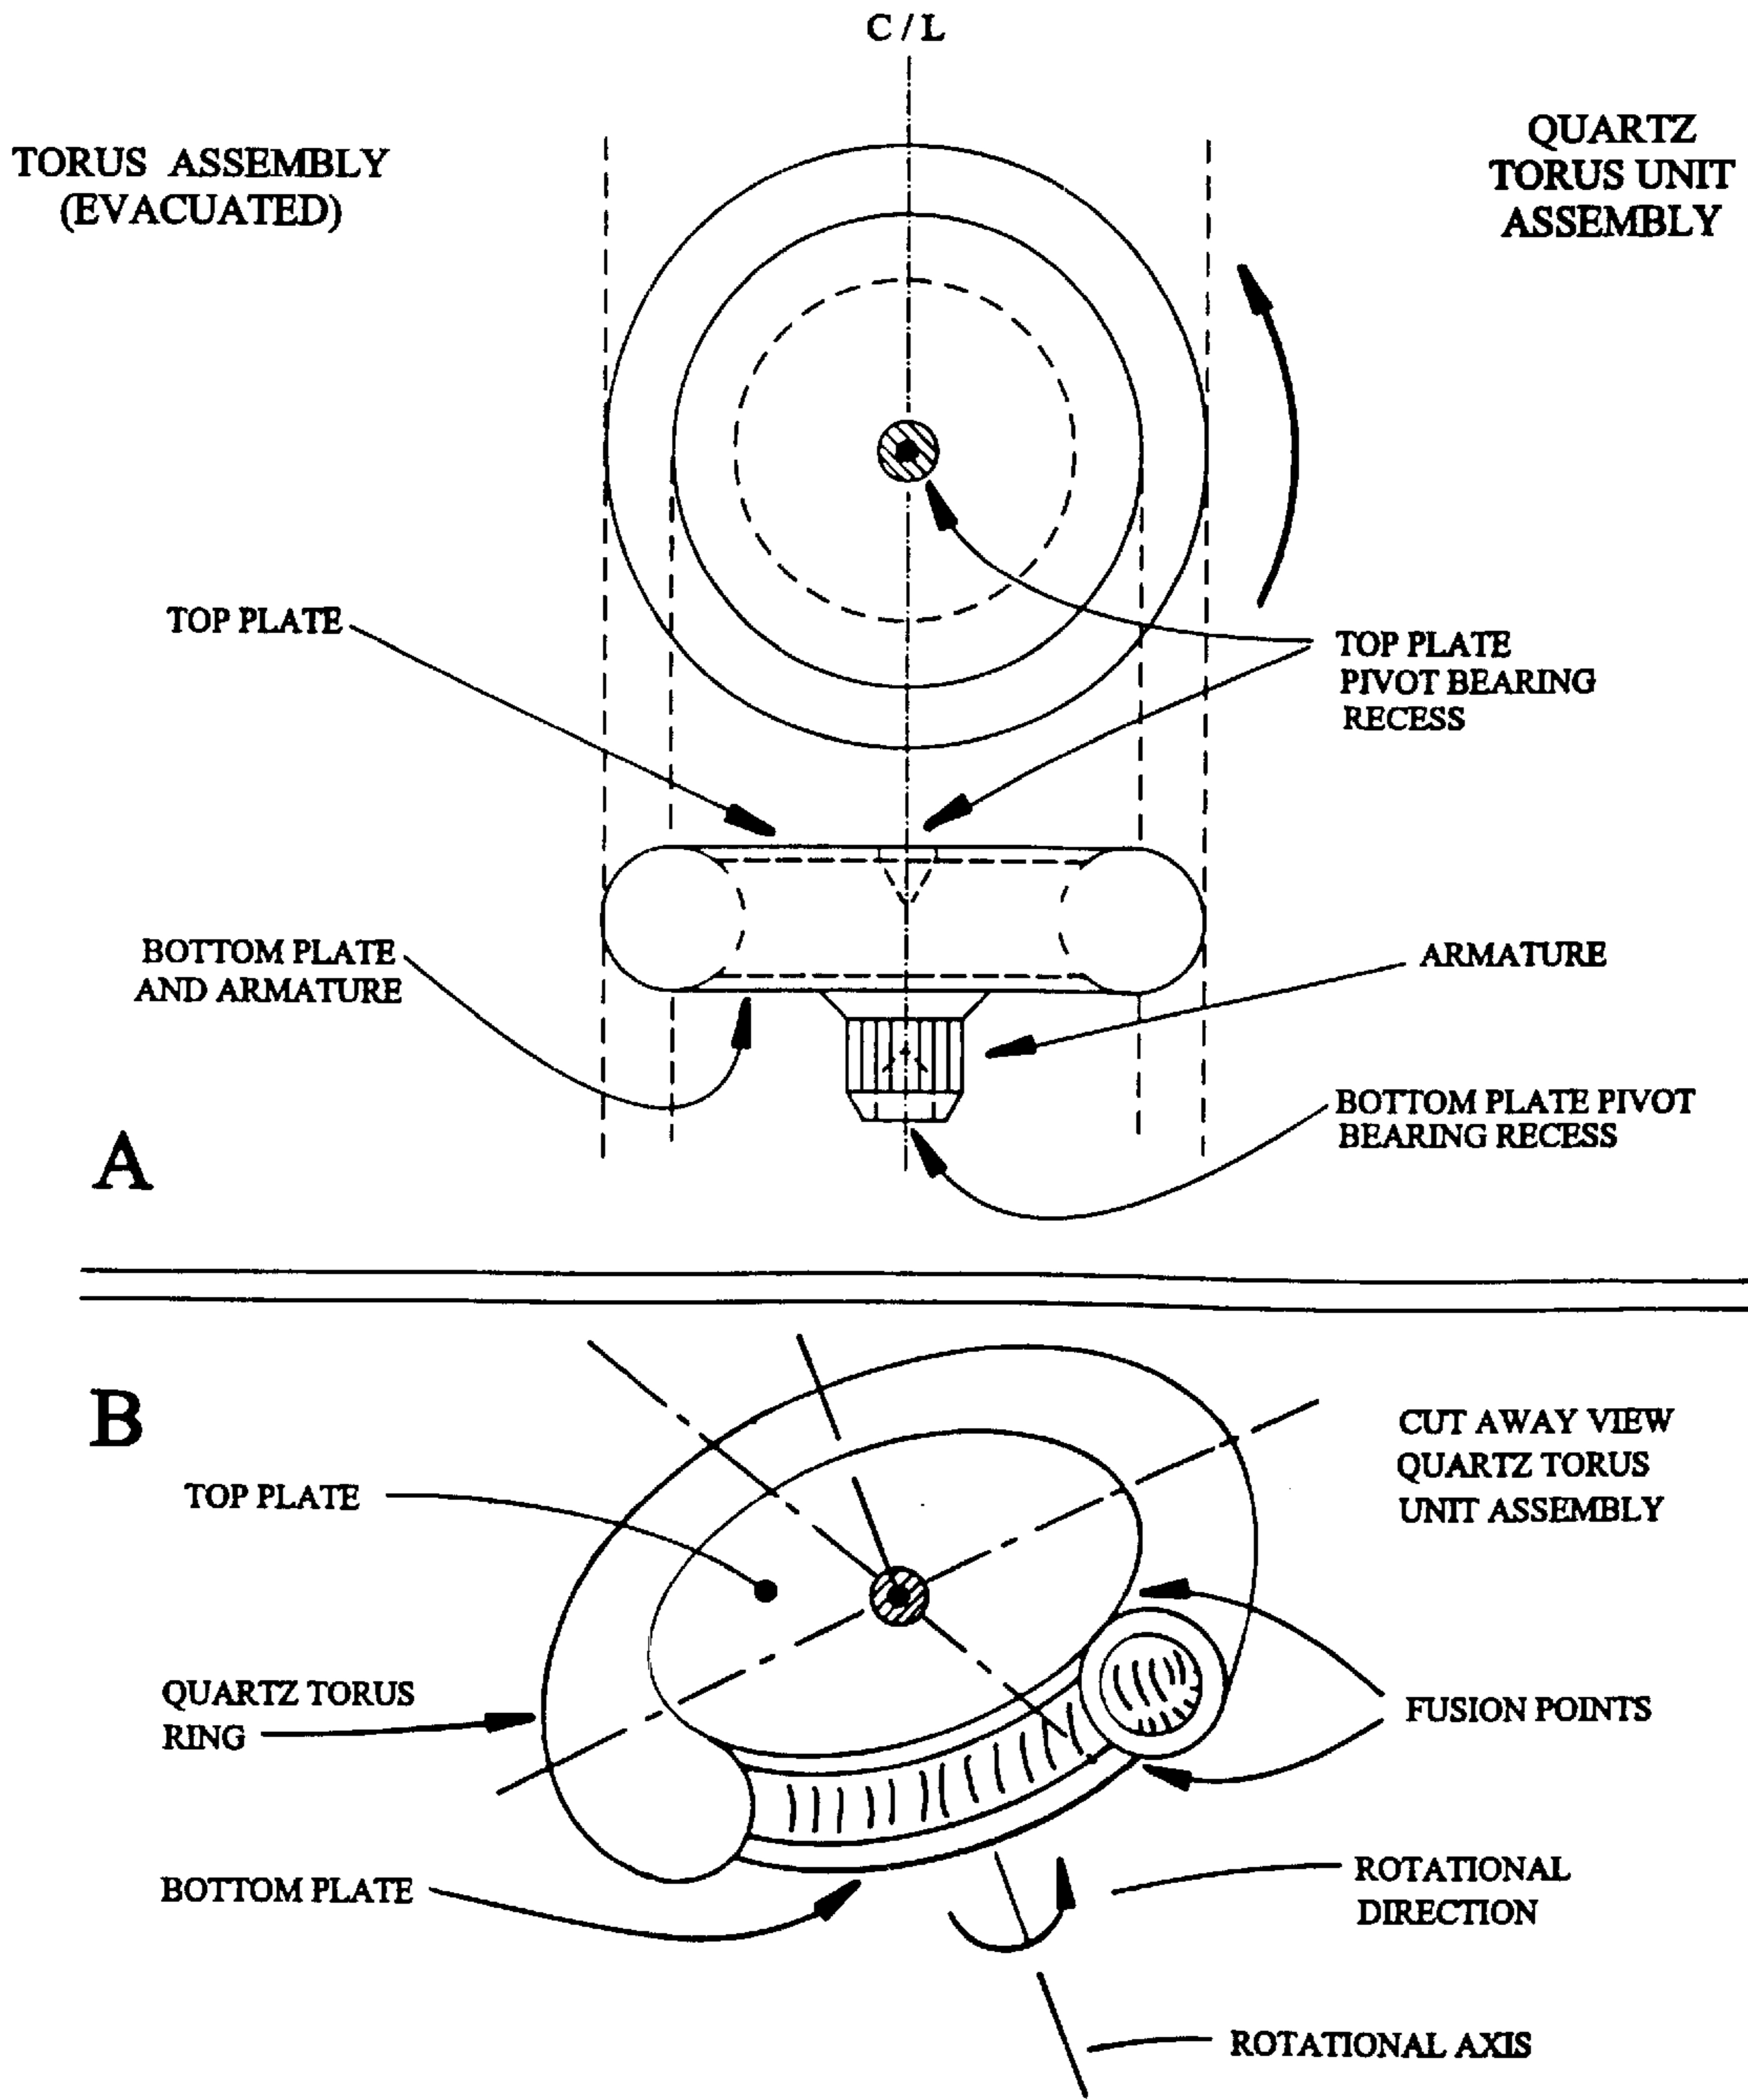 C / L
TORUS ASSEMBLY
(EVACUATED)
QUARTZ
TORUS UNIT
ASSEMBLY
TOP PLATE
TOP PLATE
PIVOT BEARING
RECESS
BOTTOM PLATE
AND ARMATURE
ARMATURE
BOTTOM PLATE PIVOT
BEARING RECESS
A
B
CUT AWAY VIEW
QUARTZ TORUS
UNIT ASSEMBLY
TOP PLATE
QUARTZ TORUS
RING
FUSION POINTS
BOTTOM PLATE
ROTATIONAL
DIRECTION
ROTATIONAL AXIS